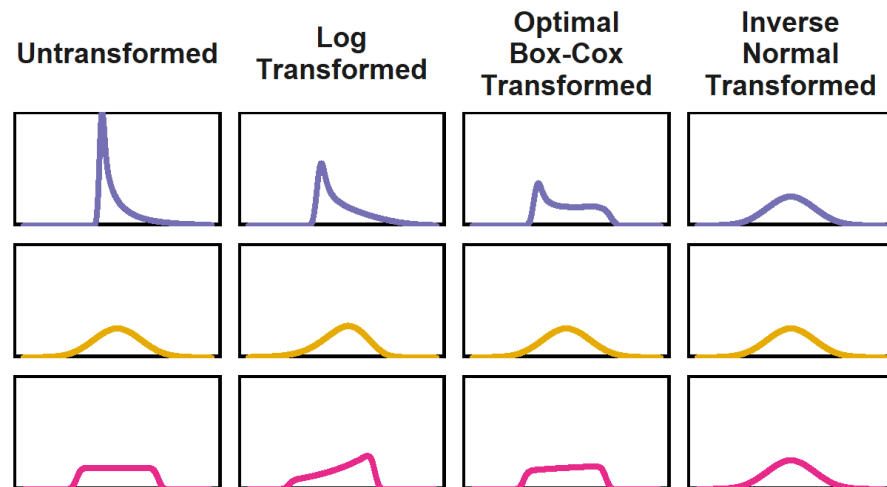 Untransformed
Log
Transformed
Optimal
Box-Cox
Transformed
Inverse
Normal
Transformed